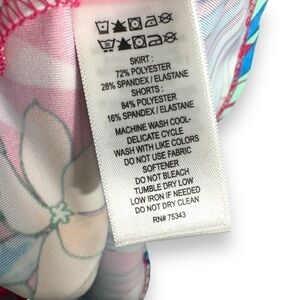 SKIRT :
72% POLYESTER
28% SPANDEX / ELASTANE
SHORTS :
84% POLYESTER
16% SPANDEX / ELASTANE
MACHINE WASH COOL-
DELICATE CYCLE
WASH WITH LIKE COLORS
DO NOT USE FABRIC
SOFTENER
DO NOT BLEACH
TUMBLE DRY LOW
LOW IRON IF NEEDED
DO NOT DRY CLEAN
RN# 75343